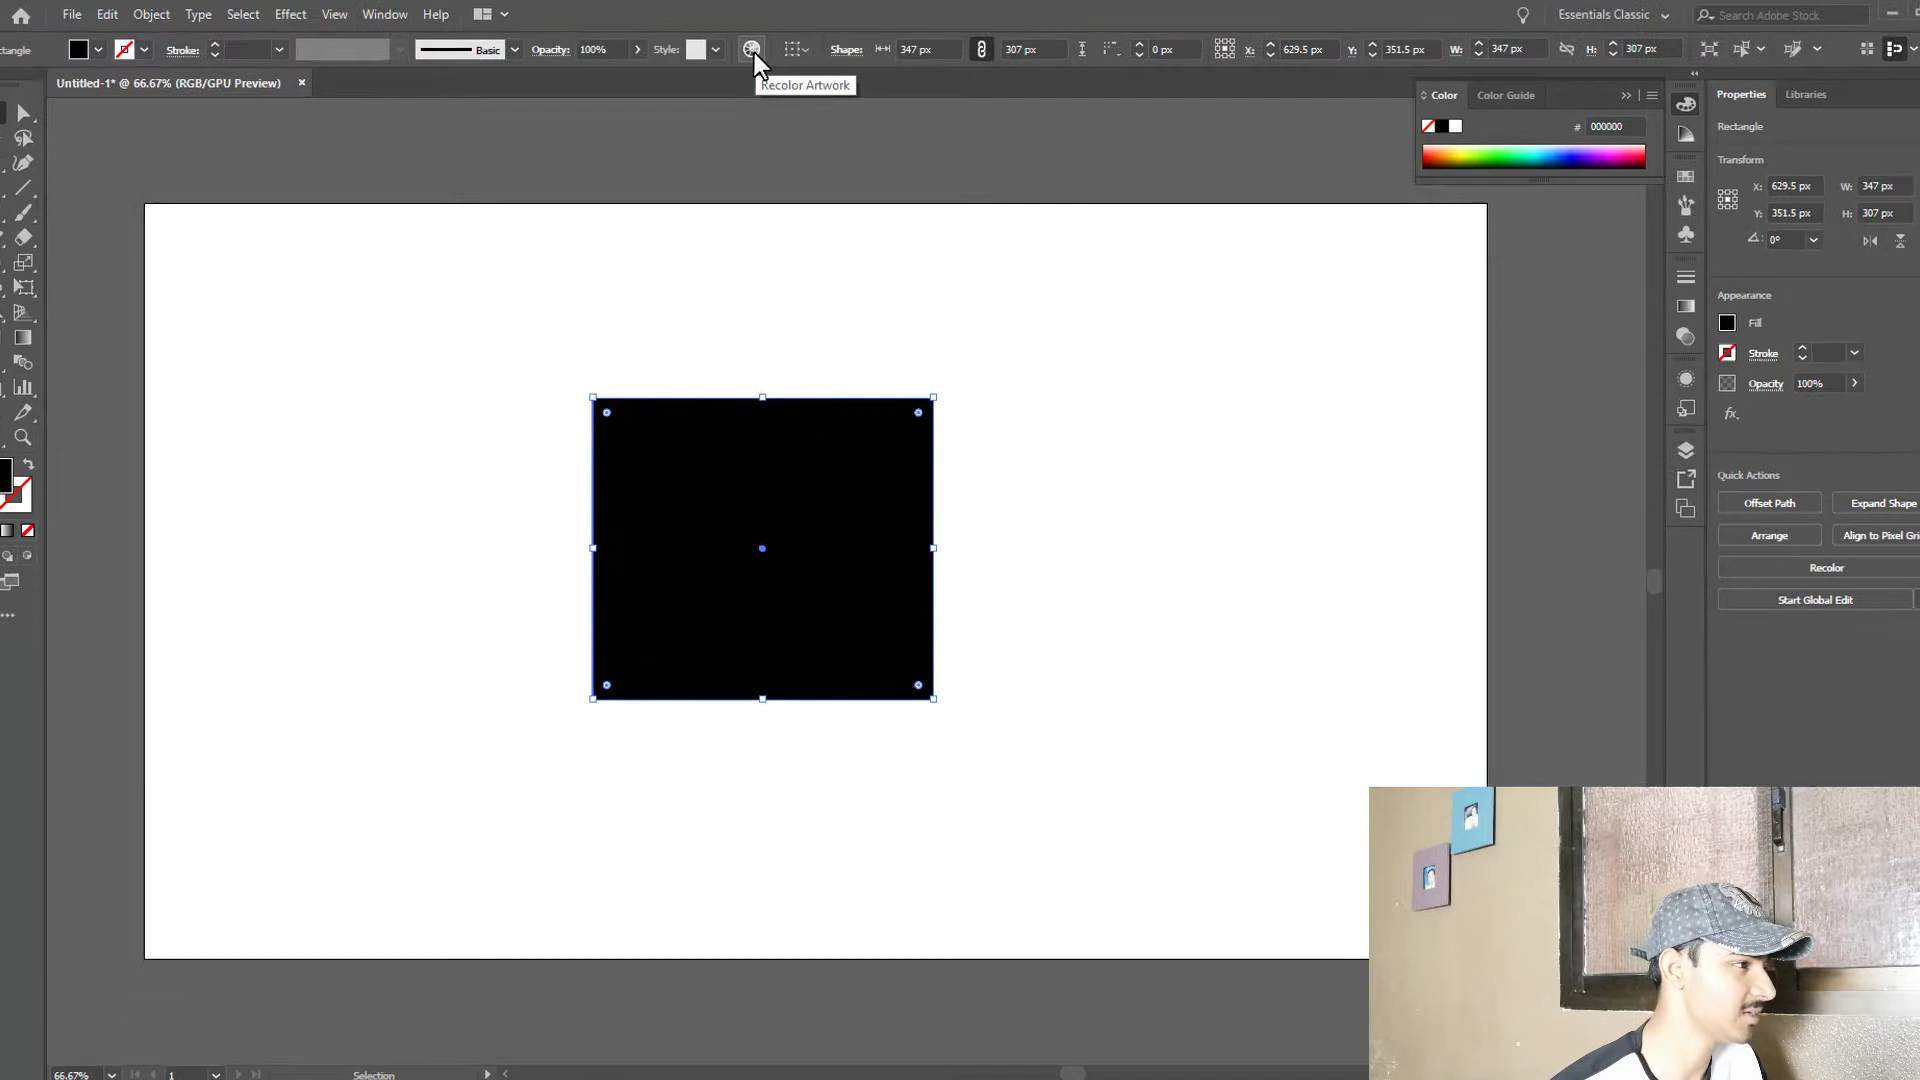 File Edit Object Type Select Effect View Window Help Essentials Classic Search Adobe Stock
Stroke: Basic Opacity: 100% Style: Shape: 347 px 307 px 0 px X: 629.5 px Y: 351.5 px W: 347 px H: 307 px
Recolor Artwork
Untitled-1* @ 66.67% (RGB/GPU Preview)
Color Color Guide
# 000000
Properties Libraries
Rectangle
Transform
X: 629.5 px W: 347 px
Y: 351.5 px H: 307 px
0°
Appearance
Fill
Stroke
Opacity 100%
fx.
Quick Actions
Offset Path Expand Shape
Arrange Align to Pixel
Recolor
Start Global Edit
66.67% 1 Selection